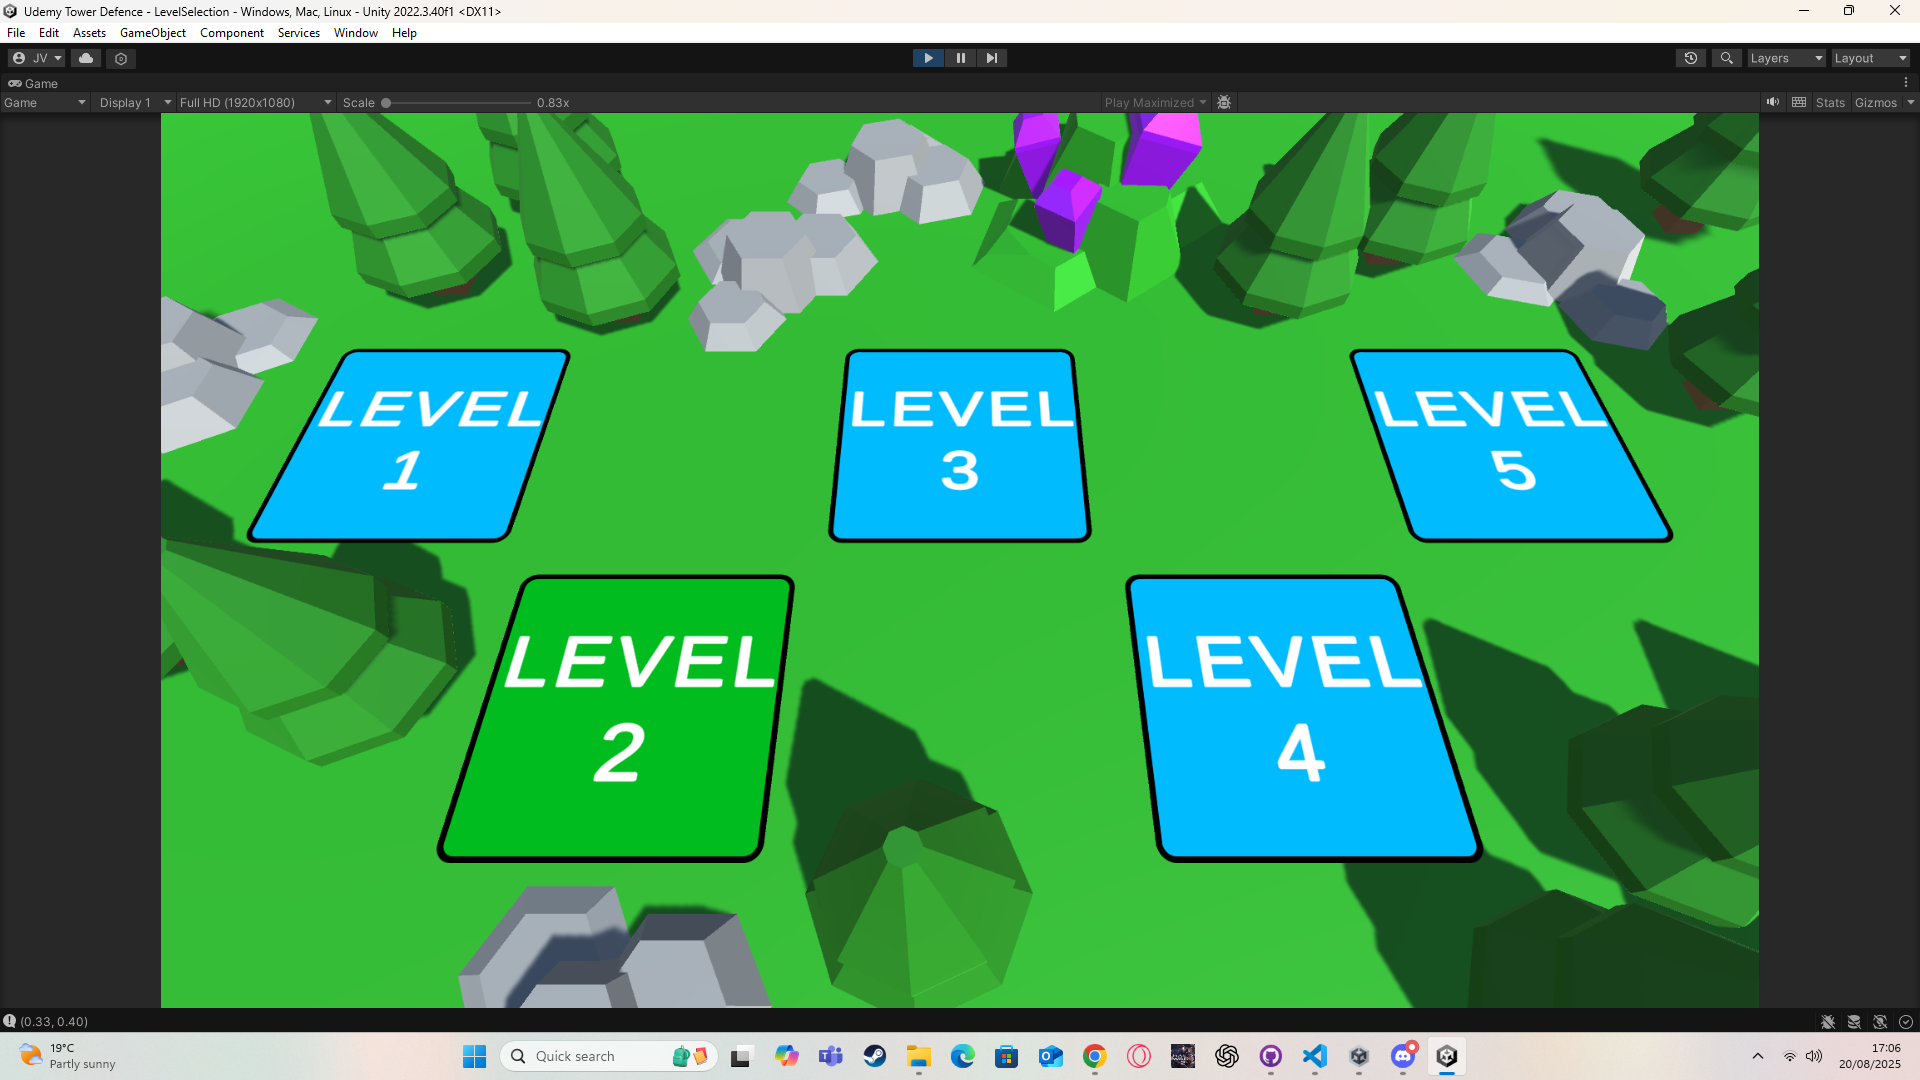 Udemy Tower Defence - LevelSelection - Windows, Mac, Linux - Unity 2022.3.40f1 <DX11>
File Edit Assets GameObject Component Services Window Help
JV Layers Layout
Game
Game Display 1 Full HD (1920x1080) Scale 0.83x Play Maximized Stats Gizmos
LEVEL
1
LEVEL
3
LEVEL
5
LEVEL
2
LEVEL
4
(0.33, 0.40)
19°C
Partly sunny
Quick search
17:06
20/08/2025